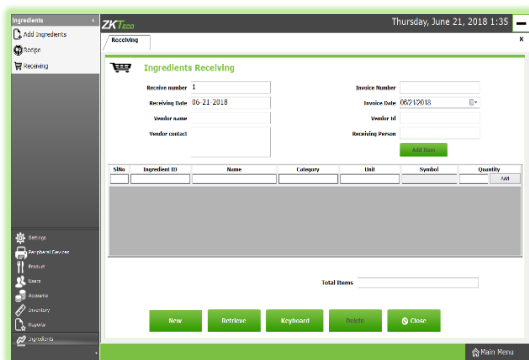 Ingredients
Add Ingredients
Recipe
Receiving
ZKTeco
Thursday, June 21, 2018 1:35
Receiving
x
Ingredients Receiving
Receive number 1
Invoice Number
Receiving Date 06-21-2018
Invoice Date 06/21/2018
Vendor name
Vendor Id
Vendor contact
Receiving Person
Add Item
SlNo Ingredient ID Name Category Unit Symbol Quantity
Add
Settings
Peripheral Devices
Product
Users
Accounts
Inventory
Reports
Ingredients
Total Items
New Retrieve Keyboard Delete Close
Main Menu